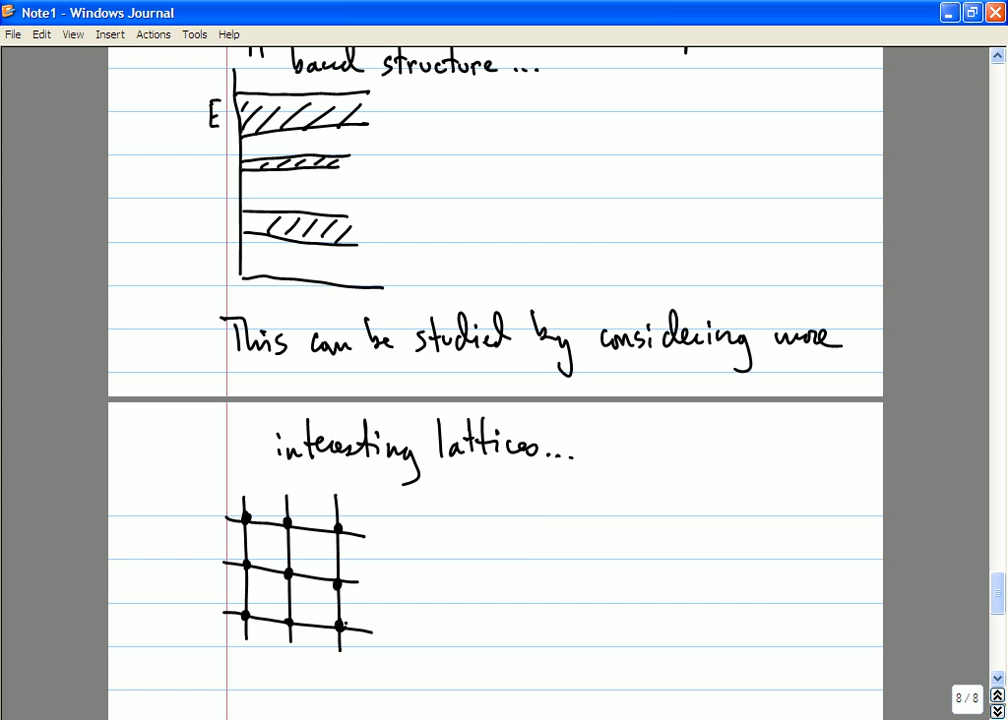 Note1 - Windows Journal
File Edit View Insert Actions Tools Help
band structure ...
E
This can be studied by considering more
interesting lattices...
8/8